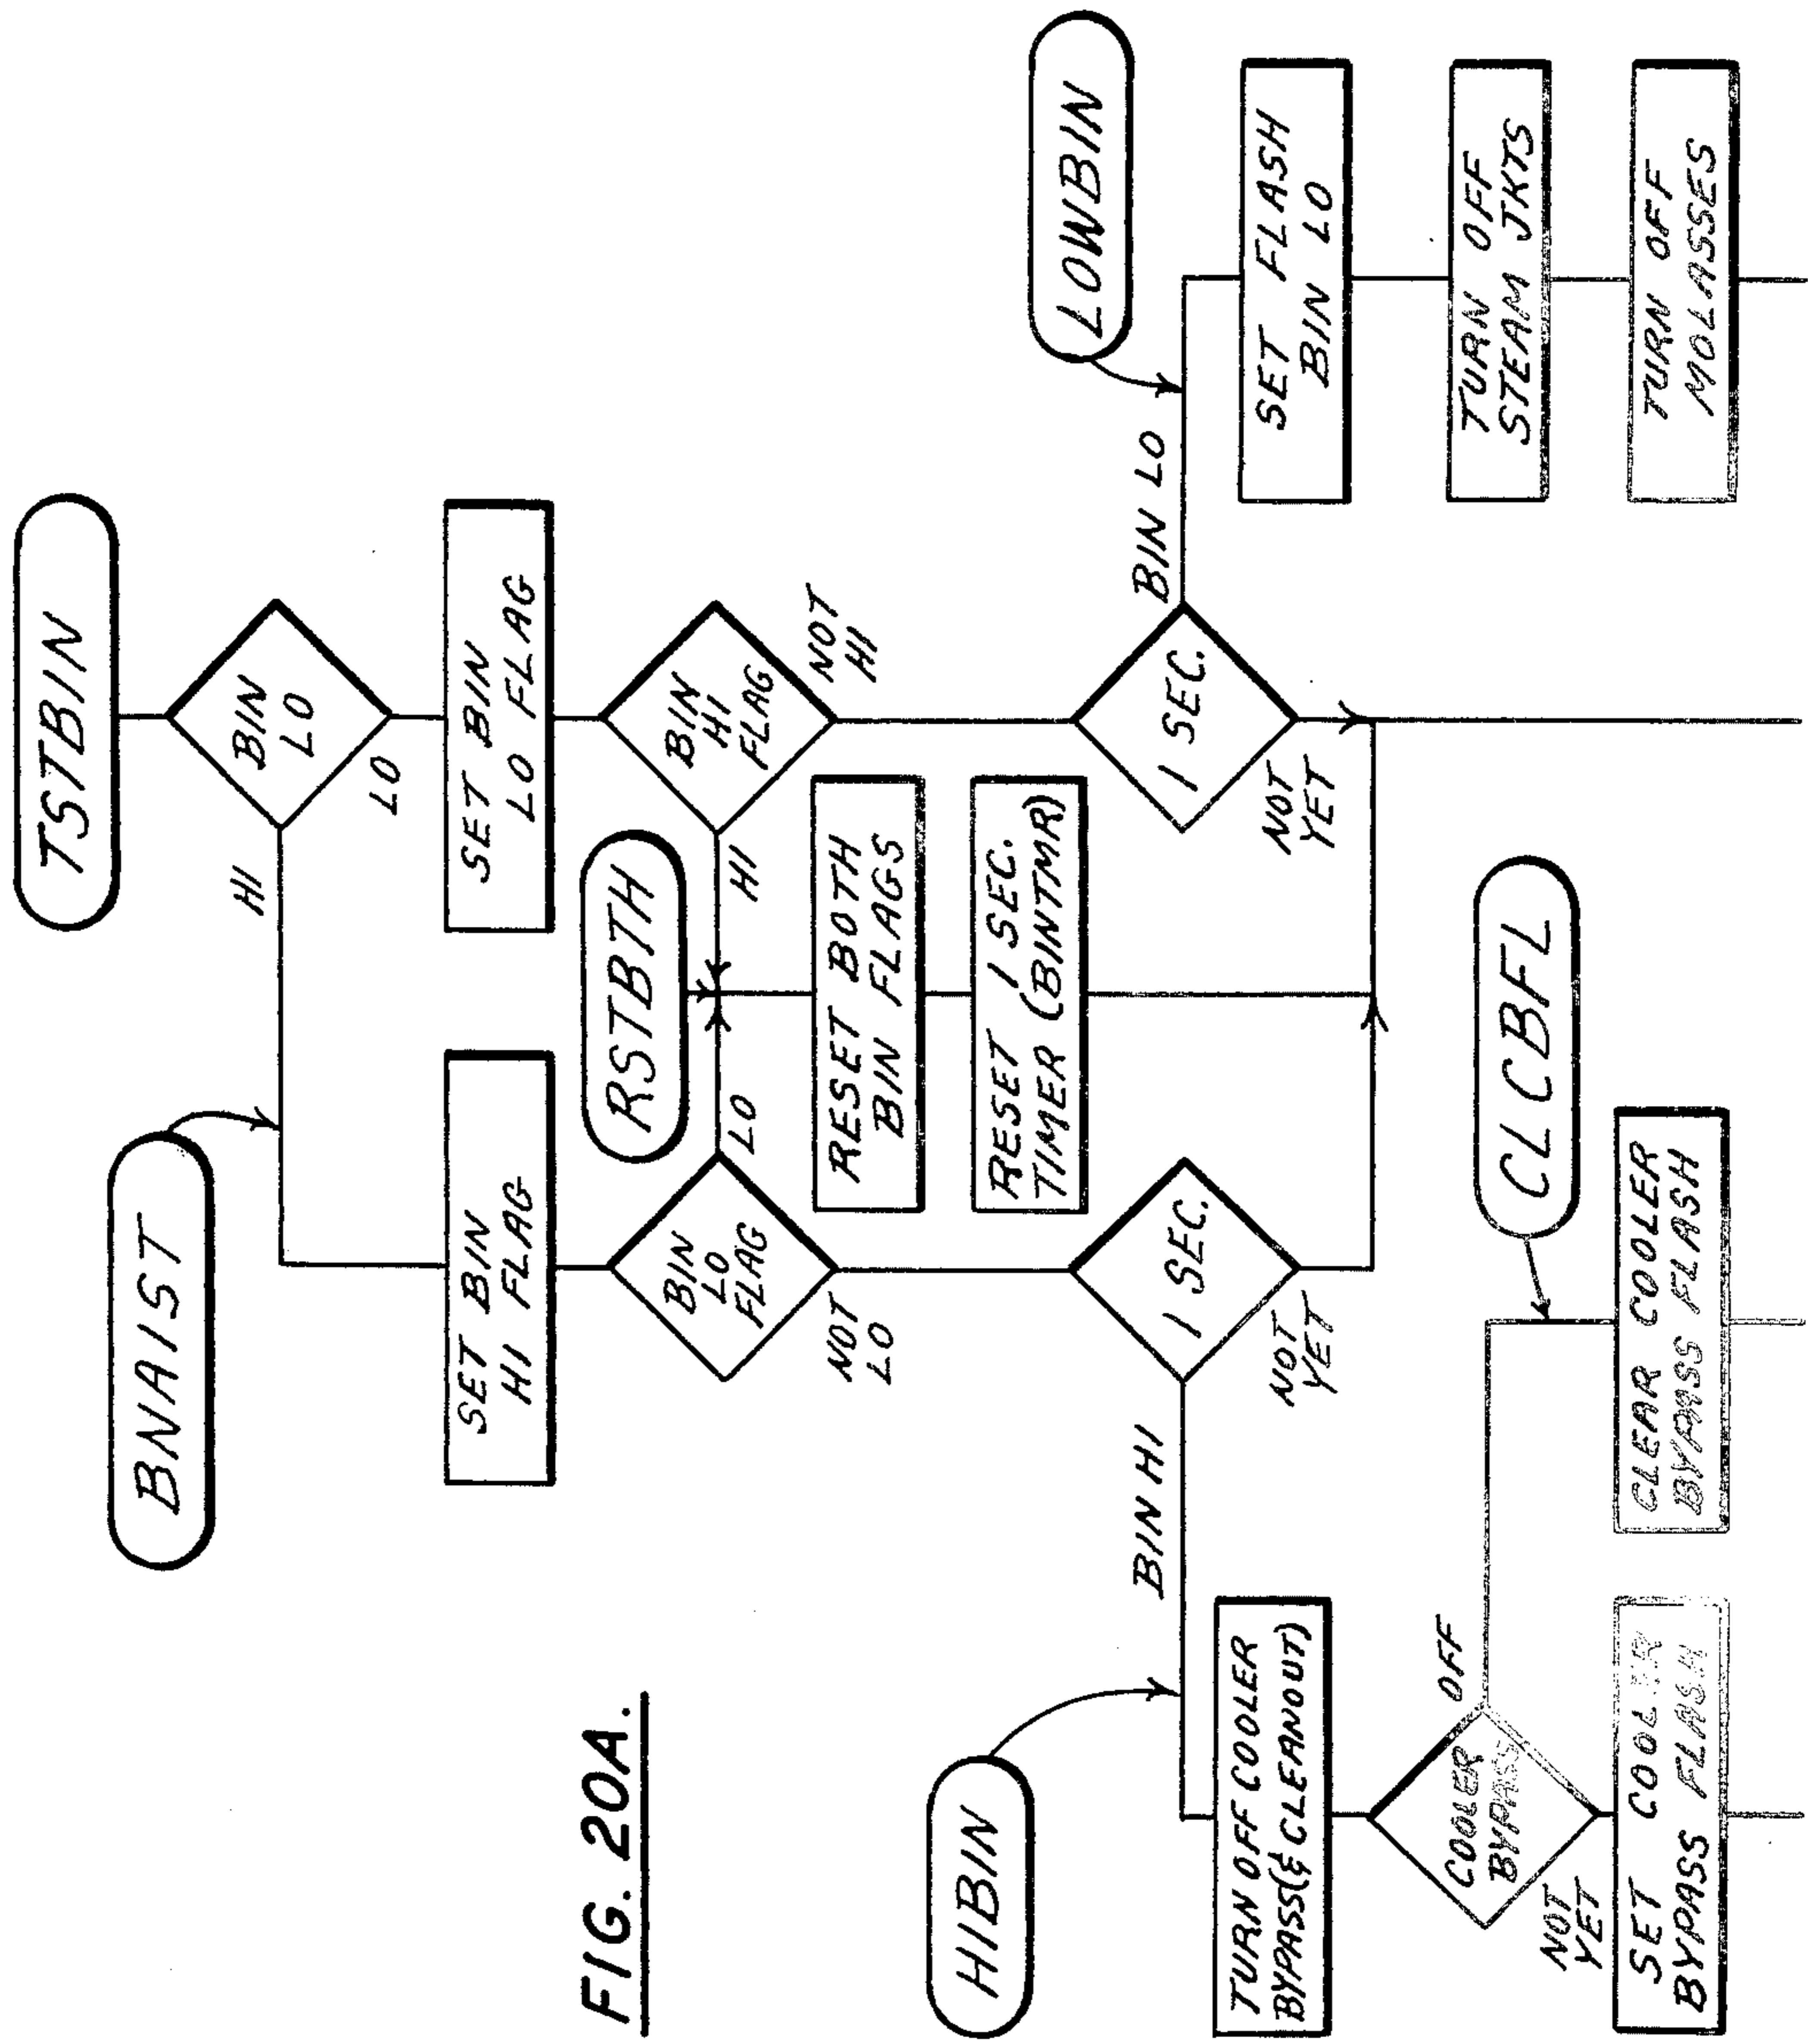 FIG. 20A.
TSTBIN
BNAIST
BIN
LO
HI
LO
SET BIN
HI FLAG
SET BIN
LO FLAG
RSTBTH
BIN
LO
FLAG
LO
HI
BIN
HI
FLAG
NOT
LO
NOT
HI
RESET BOTH
BIN FLAGS
RESET 1 SEC.
TIMER (BINTMR)
HIBIN
LOWBIN
BIN HI
1 SEC.
NOT
YET
1 SEC.
BIN LO
NOT
YET
TURN OFF COOLER
BYPASS(& CLEANOUT)
SET FLASH
BIN LO
CLCBFL
COOLER
BYPASS
OFF
NOT
YET
TURN OFF
STEAM JKTS
SET COOLER
BYPASS FLASH
CLEAR COOLER
BYPASS FLASH
TURN OFF
MOLASSES